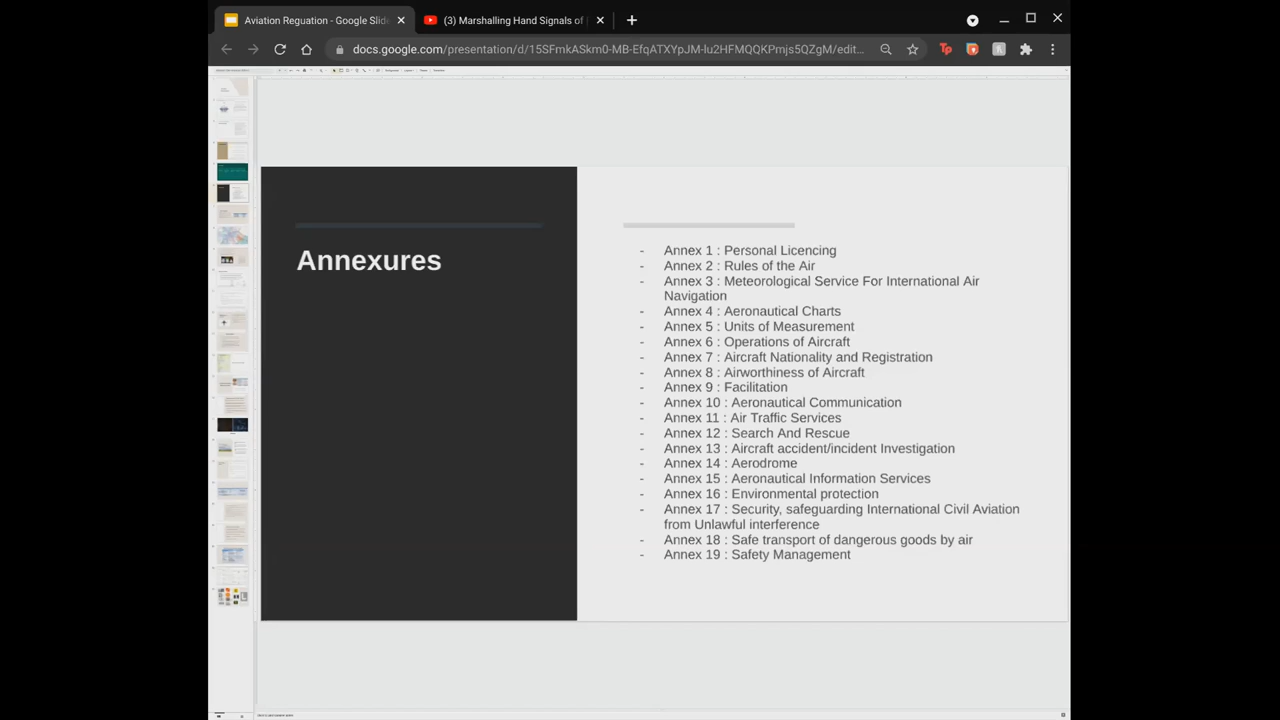 Aviation Reguation - Google Slide
(3) Marshalling Hand Signals of
docs.google.com/presentation/d/15SFmkASkm0-MB-EfqATXYpJM-lu2HFMQQKPmjs5QZgM/edit...
Annexures
- Annex 1 : Personal Licencing
- Annex 2 : Rules of the Air
- Annex 3 : Meteorological Service For International Air
Navigation
- Annex 4 : Aeronautical Charts
- Annex 5 : Units of Measurement
- Annex 6 : Operations of Aircraft
- Annex 7 : Aircraft Nationality and Registration
- Annex 8 : Airworthiness of Aircraft
- Annex 9 : Facilitation
- Annex 10 : Aeronautical Communication
- Annex 11 : Air Traffic Services
- Annex 12 : Search And Rescue
- Annex 13 : Aircraft accident/incident Investigation
- Annex 14 : Aerodrome
- Annex 15 : Aeronautical Information Services
- Annex 16 : Environmental protection
- Annex 17 : Security, safeguarding International Civil Aviation
from Unlawful interference
- Annex 18 : Safe transport of dangerous goods by air
- Annex 19 : Safety Management